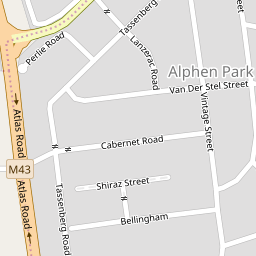 Perlie Road
Tassenberg
Lanzerac Road
Alphen Park
Van Der Stel Street
Vintage Street
Atlas Road
Cabernet Road
M43
Shiraz Street
Atlas Road
Tassenberg Road
Bellingham